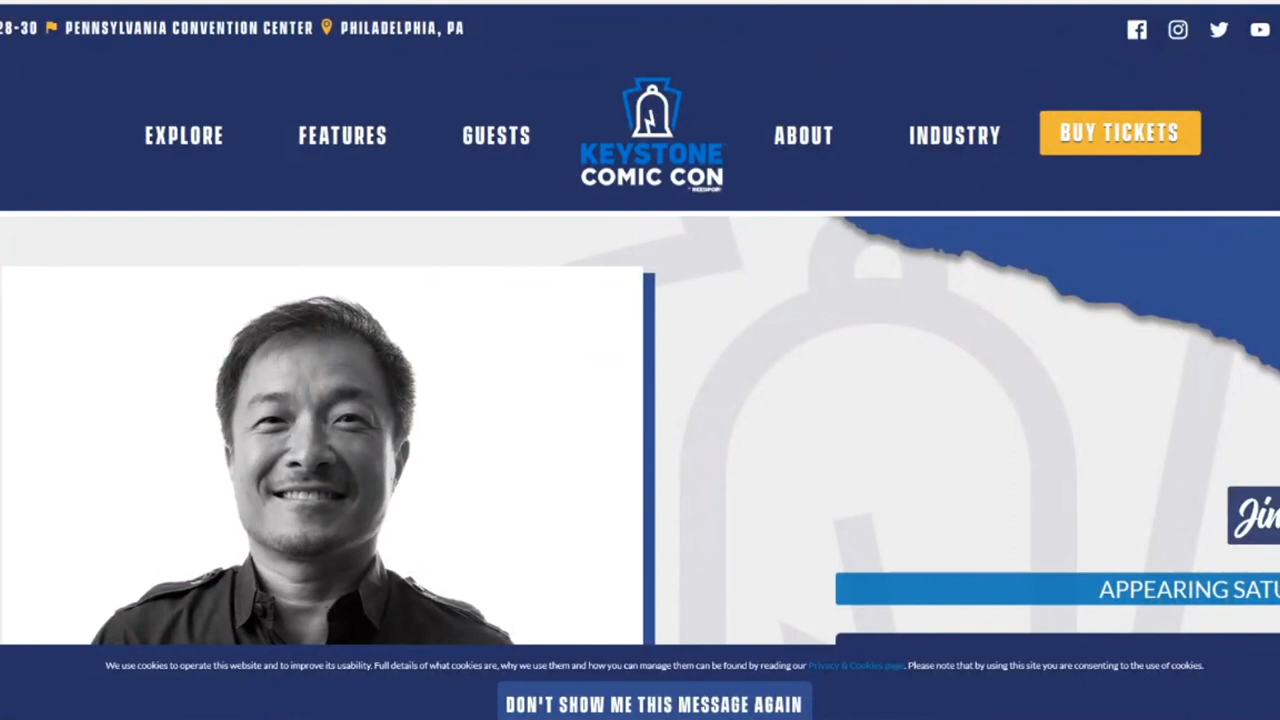 28-30 PENNSYLVANIA CONVENTION CENTER PHILADELPHIA, PA
EXPLORE FEATURES GUESTS ABOUT INDUSTRY BUY TICKETS
KEYSTONE
COMIC CON
BY REEDPOP
Jim
APPEARING SATU
We use cookies to operate this website and to improve its usability. Full details of what cookies are, why we use them and how you can manage them can be found by reading our Privacy & Cookies page. Please note that by using this site you are consenting to the use of cookies.
DON'T SHOW ME THIS MESSAGE AGAIN